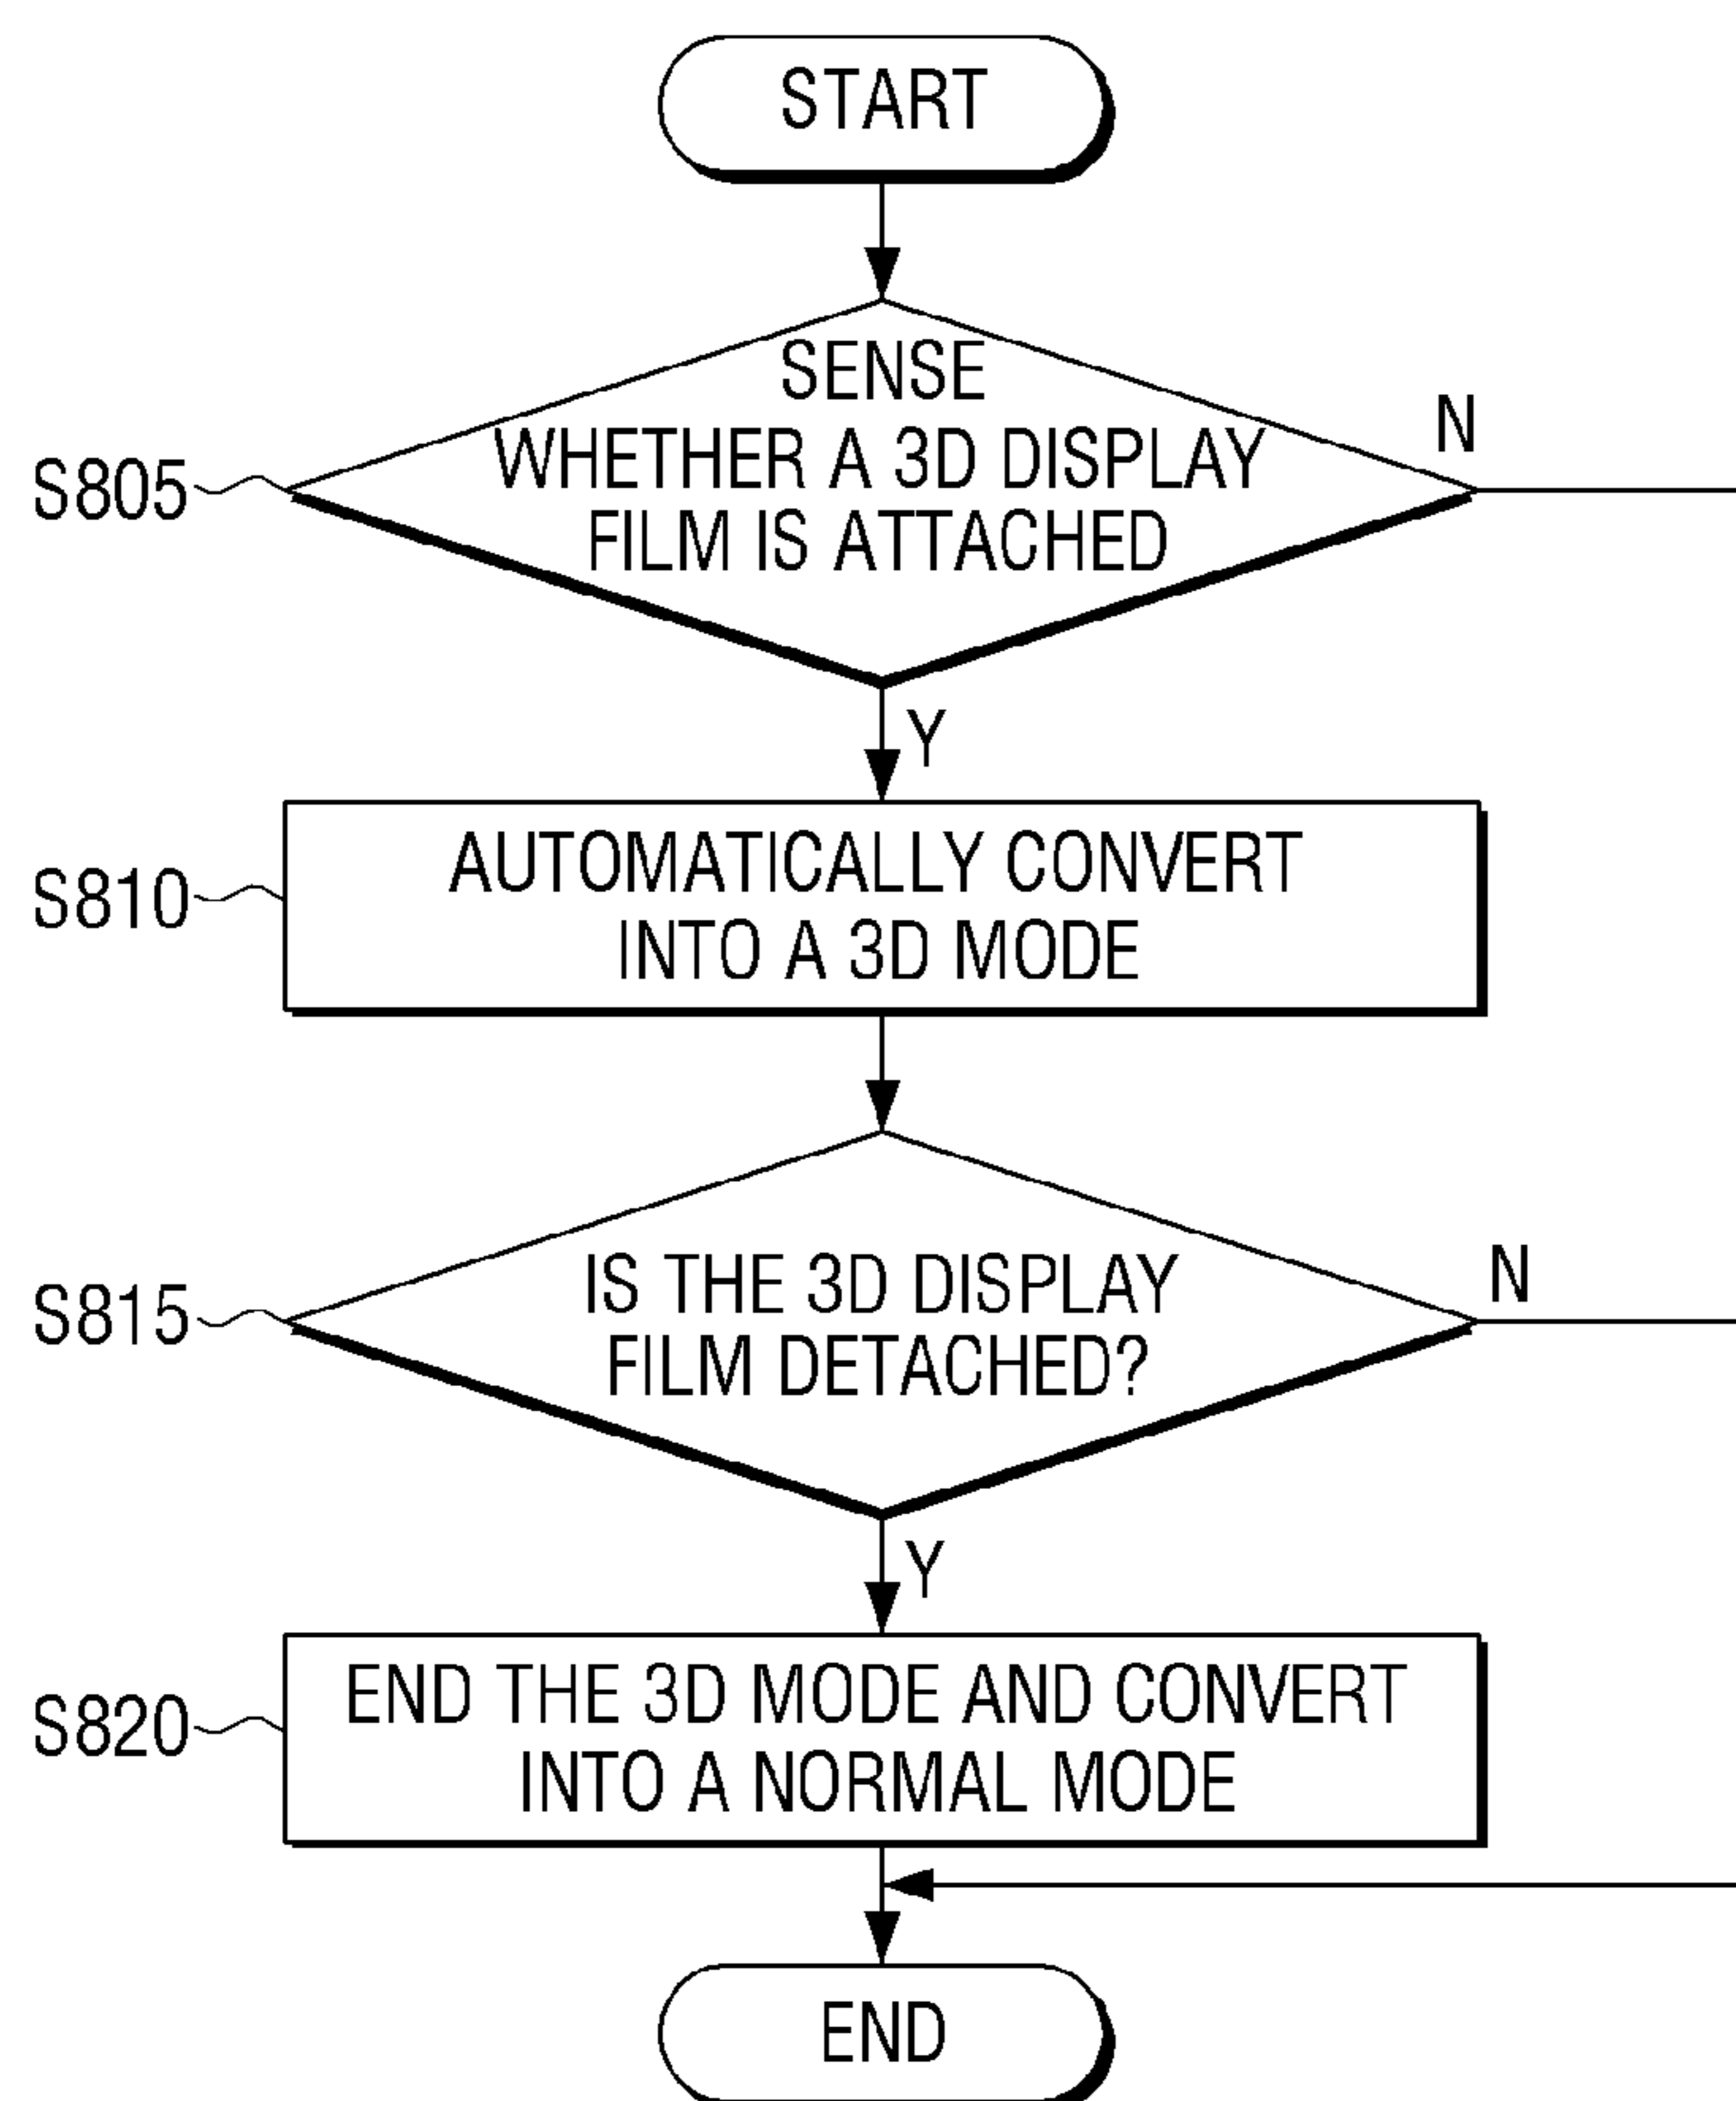 START
SENSE
WHETHER A 3D DISPLAY
FILM IS ATTACHED
N
S805
Y
AUTOMATICALLY CONVERT
INTO A 3D MODE
S810
IS THE 3D DISPLAY
FILM DETACHED?
N
S815
Y
END THE 3D MODE AND CONVERT
INTO A NORMAL MODE
S820
END